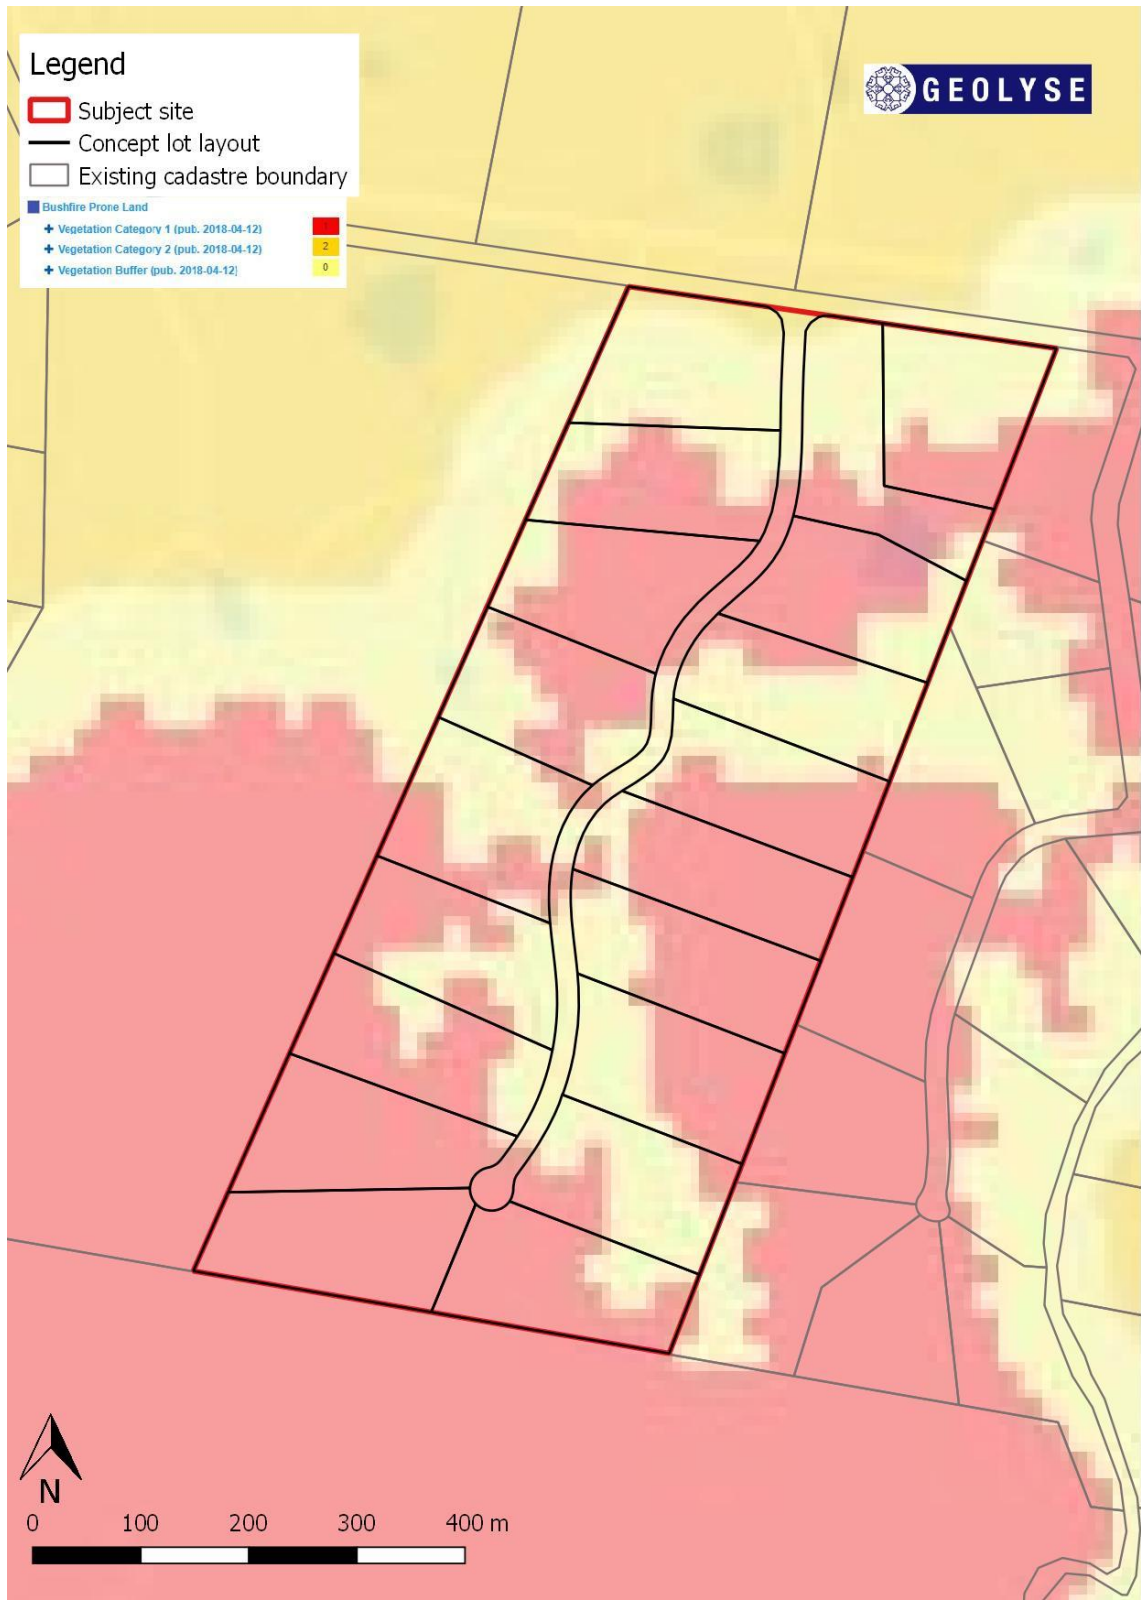 Legend
Subject site
Concept lot layout
Existing cadastre boundary
Bushfire Prone Land
Vegetation Category 1 (pub. 2018-04-12)
Vegetation Category 2 (pub. 2018-04-12)
2
Vegetation Buffer (pub. 2018-04-12)
0
GEOLYSE
N
0 100 200 300 400 m